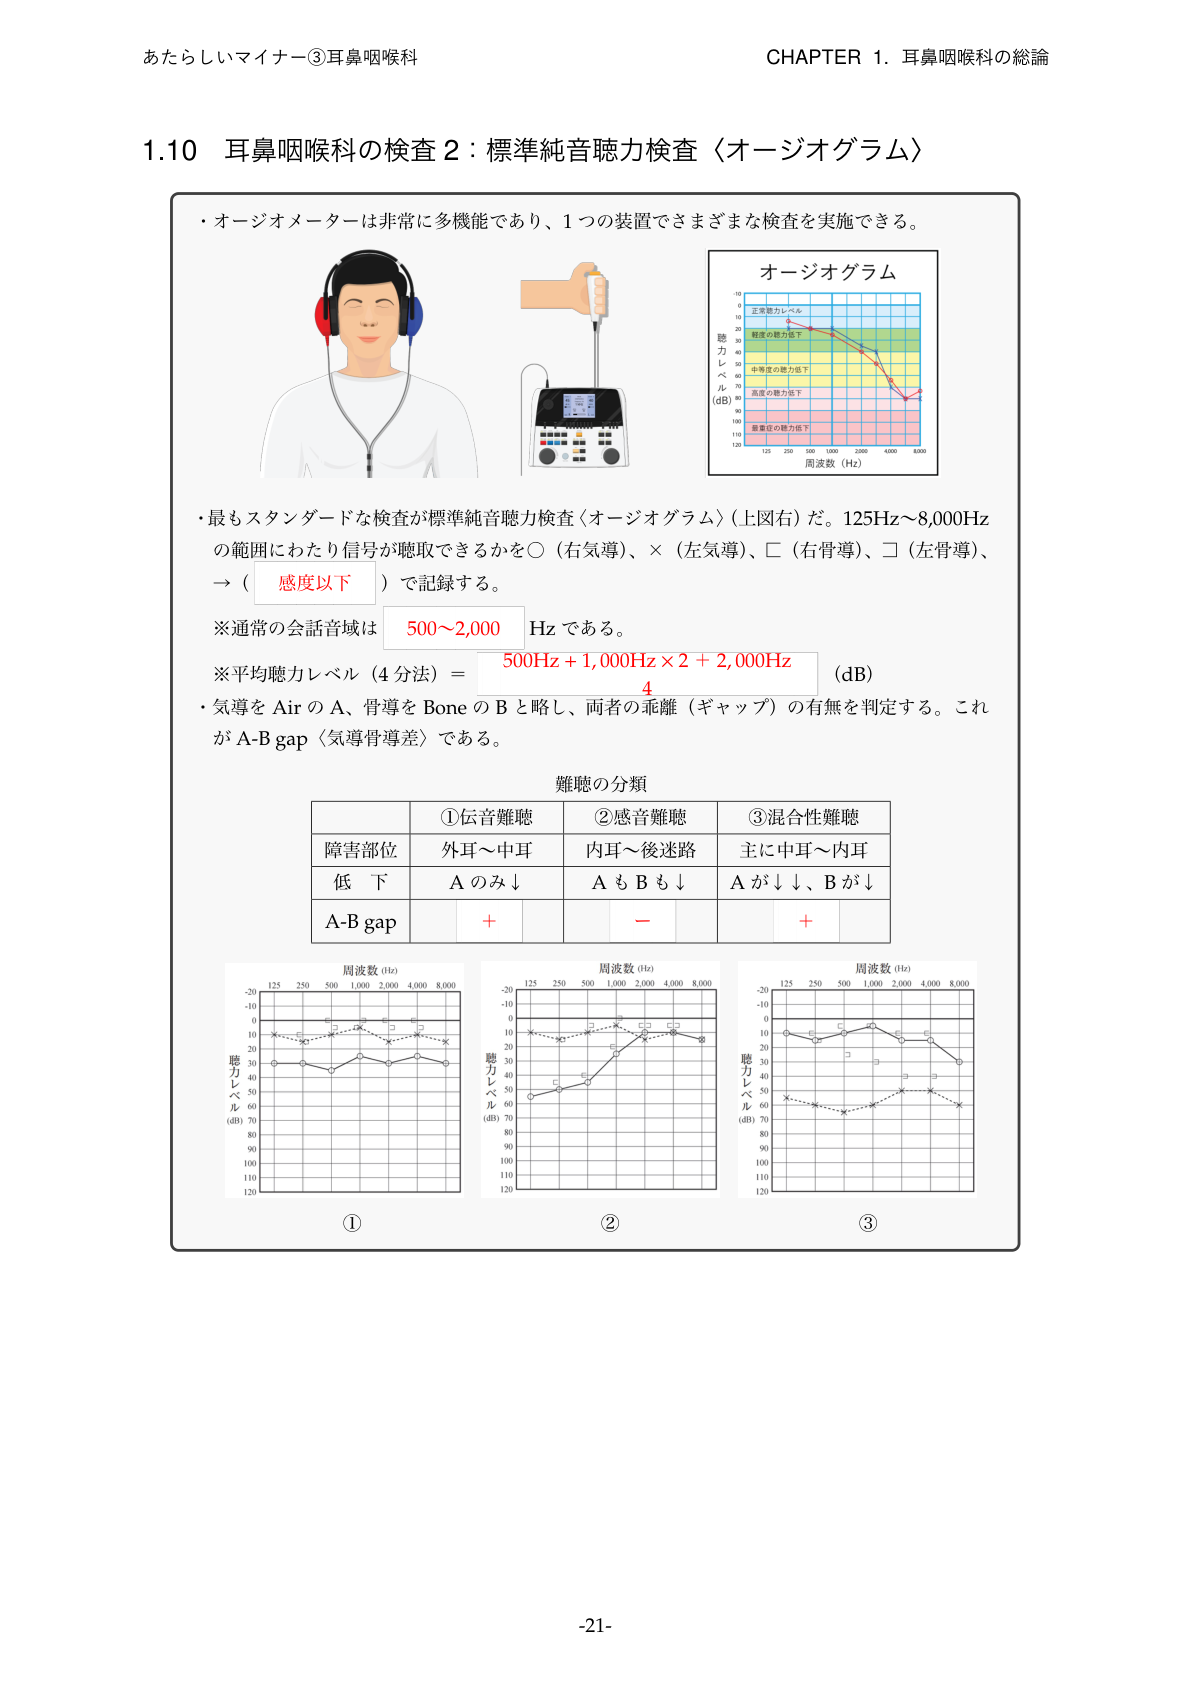 あたらしいマイナー③耳鼻咽喉科 CHAPTER 1. 耳鼻咽喉科の総論
1.10 耳鼻咽喉科の検査 2：標準純音聴力検査〈オージオグラム〉
・オージオメーターは非常に多機能であり、1 つの装置でさまざまな検査を実施できる。
オージオグラム
聴力レベル(dB)
-10
0
10
20
30
40
50
60
70
80
90
100
110
120
正常聴力レベル
軽度の聴力低下
中等度の聴力低下
高度の聴力低下
最重症の聴力低下
125 250 500 1,000 2,000 4,000 8,000
周波数（Hz）
・最もスタンダードな検査が標準純音聴力検査〈オージオグラム〉（上図右）だ。125Hz〜8,000Hz
の範囲にわたり信号が聴取できるかを○（右気導）、×（左気導）、⊏（右骨導）、⊐（左骨導）、
→（ 感度以下 ）で記録する。
※通常の会話音域は 500〜2,000 Hz である。
※平均聴力レベル（4 分法）＝ 500Hz + 1,000Hz × 2 + 2,000Hz （dB）
4
・気導を Air の A、骨導を Bone の B と略し、両者の乖離（ギャップ）の有無を判定する。これ
が A-B gap〈気導骨導差〉である。
難聴の分類
①伝音難聴 ②感音難聴 ③混合性難聴
障害部位 外耳〜中耳 内耳〜後迷路 主に中耳〜内耳
低 下 A のみ↓ A も B も↓ A が↓↓、B が↓
A-B gap ＋ － ＋
周波数 (Hz)
125 250 500 1,000 2,000 4,000 8,000
聴力レベル(dB)
-20
-10
0
10
20
30
40
50
60
70
80
90
100
110
120
①
周波数 (Hz)
125 250 500 1,000 2,000 4,000 8,000
聴力レベル(dB)
-20
-10
0
10
20
30
40
50
60
70
80
90
100
110
120
②
周波数 (Hz)
125 250 500 1,000 2,000 4,000 8,000
聴力レベル(dB)
-20
-10
0
10
20
30
40
50
60
70
80
90
100
110
120
③
-21-